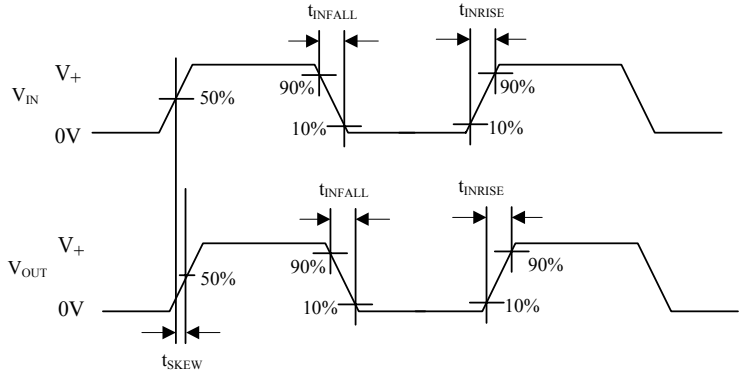 tINFALL tINRISE
V+
VIN
90% 90%
50%
10% 10%
0V
tINFALL tINRISE
V+
VOUT
90% 90%
50%
10% 10%
0V
tSKEW